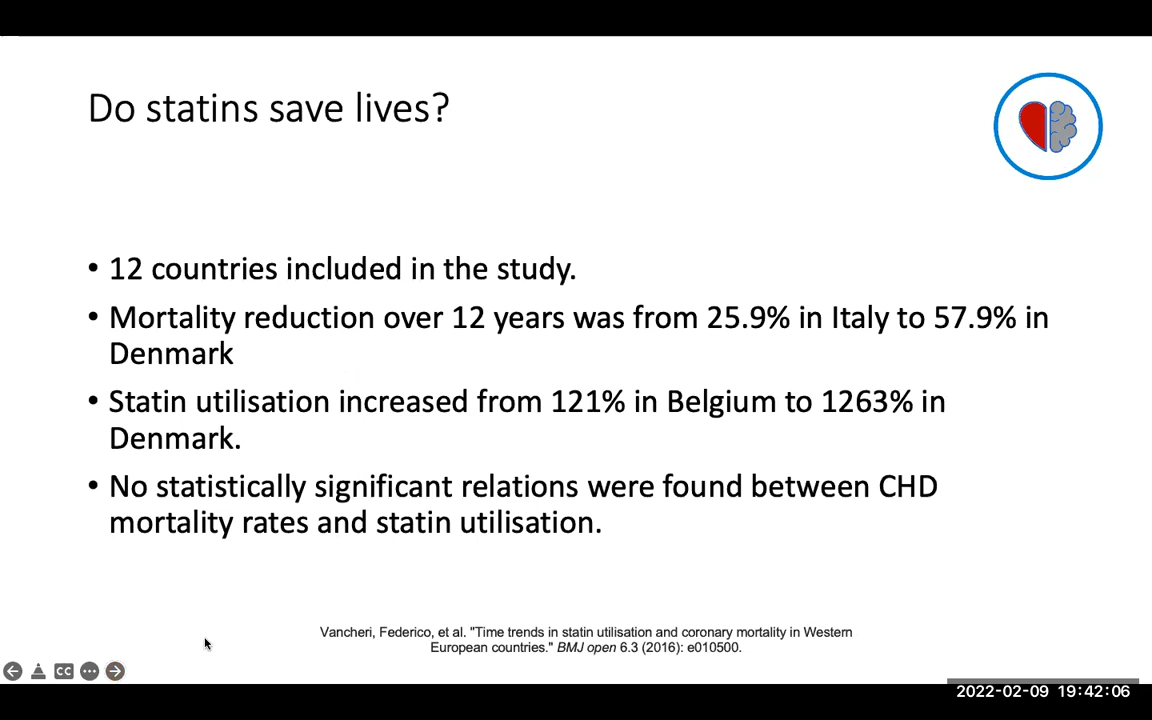 Do statins save lives?
• 12 countries included in the study.
• Mortality reduction over 12 years was from 25.9% in Italy to 57.9% in
Denmark
• Statin utilisation increased from 121% in Belgium to 1263% in
Denmark.
• No statistically significant relations were found between CHD
mortality rates and statin utilisation.
Vancheri, Federico, et al. "Time trends in statin utilisation and coronary mortality in Western
European countries." BMJ open 6.3 (2016): e010500.
CC
2022-02-09 19:42:06